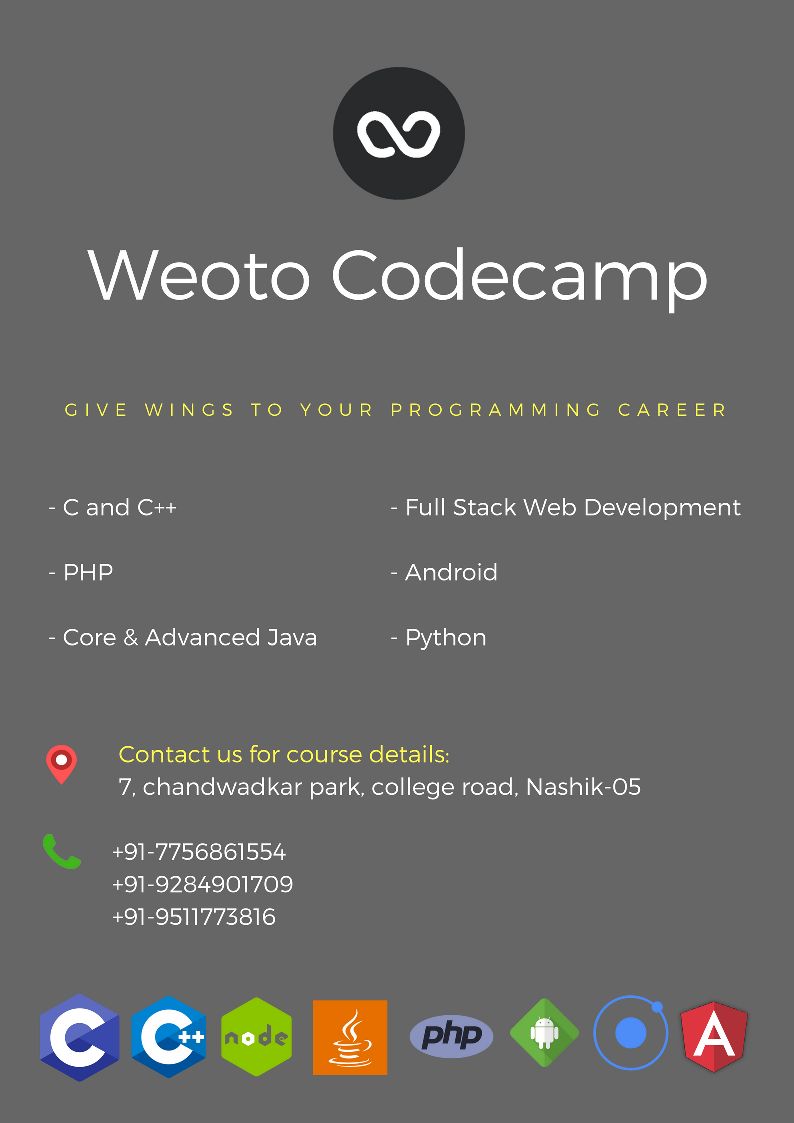 Weoto Codecamp
GIVE WINGS TO YOUR PROGRAMMING CAREER
- C and C++
- Full Stack Web Development
- PHP
- Android
- Core & Advanced Java
- Python
Contact us for course details:
7, chandwadkar park, college road, Nashik-05
+91-7756861554
+91-9284901709
+91-9511773816
C C++ node php A